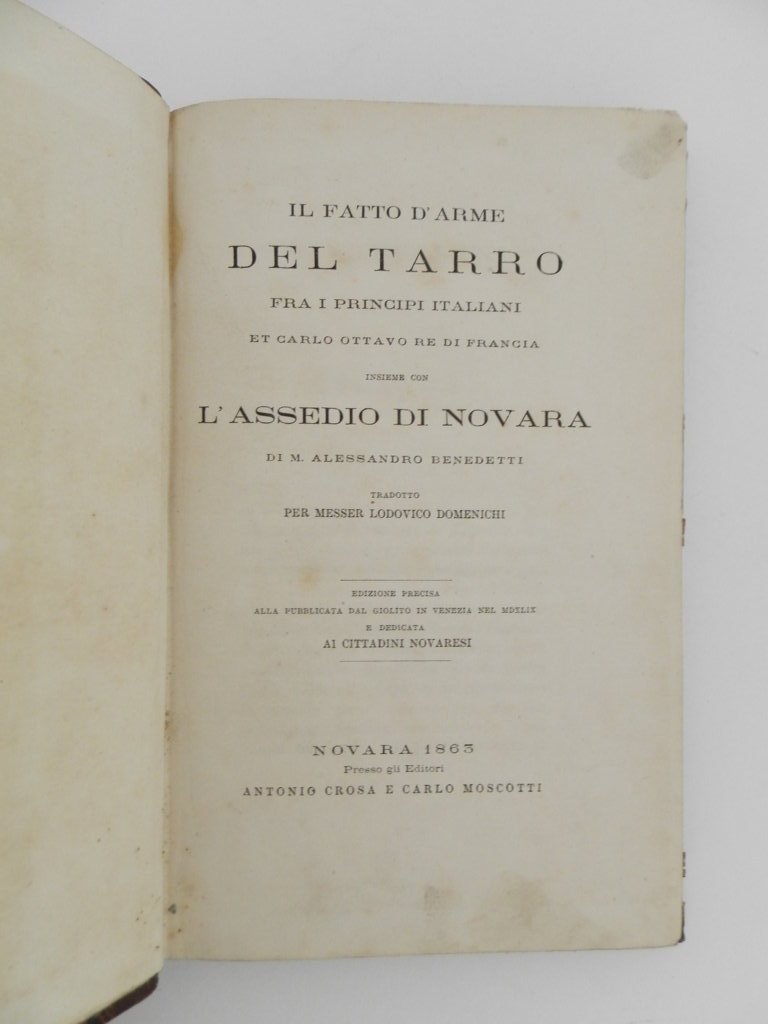 IL FATTO D'ARME
DEL TARRO
FRA I PRINCIPI ITALIANI
ET CARLO OTTAVO RE DI FRANCIA
INSIEME CON
L'ASSEDIO DI NOVARA
DI M. ALESSANDRO BENEDETTI
TRADOTTO
PER MESSER LODOVICO DOMENICHI
EDIZIONE PRECISA
ALLA PUBBLICATA DAL GIOLITO IN VENEZIA NEL MDXLIX
E DEDICATA
AI CITTADINI NOVARESI
NOVARA 1863
Presso gli Editori
ANTONIO CROSA E CARLO MOSCOTTI